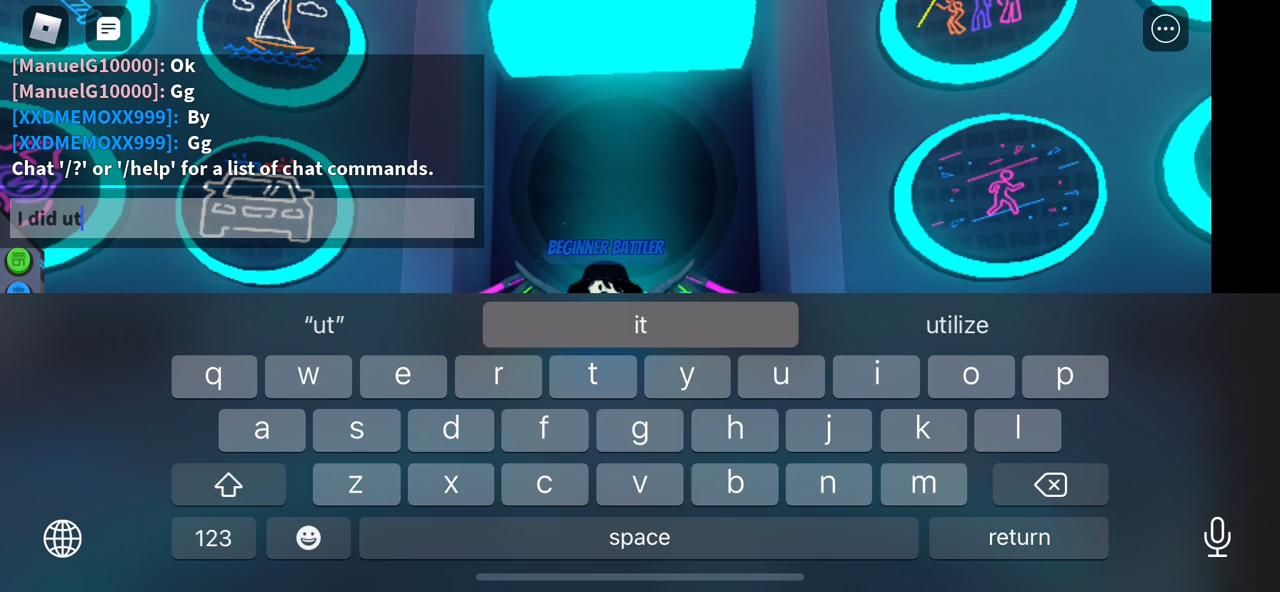 [ManuelG10000]: Ok
[ManuelG10000]: Gg
[XXDMEMOXX999]: By
[XXDMEMOXX999]: Gg
Chat '/?' or '/help' for a list of chat commands.
I did ut
BEGINNER BATTLER
“ut” it utilize
q w e r t y u i o p
a s d f g h j k l
z x c v b n m
123 space return